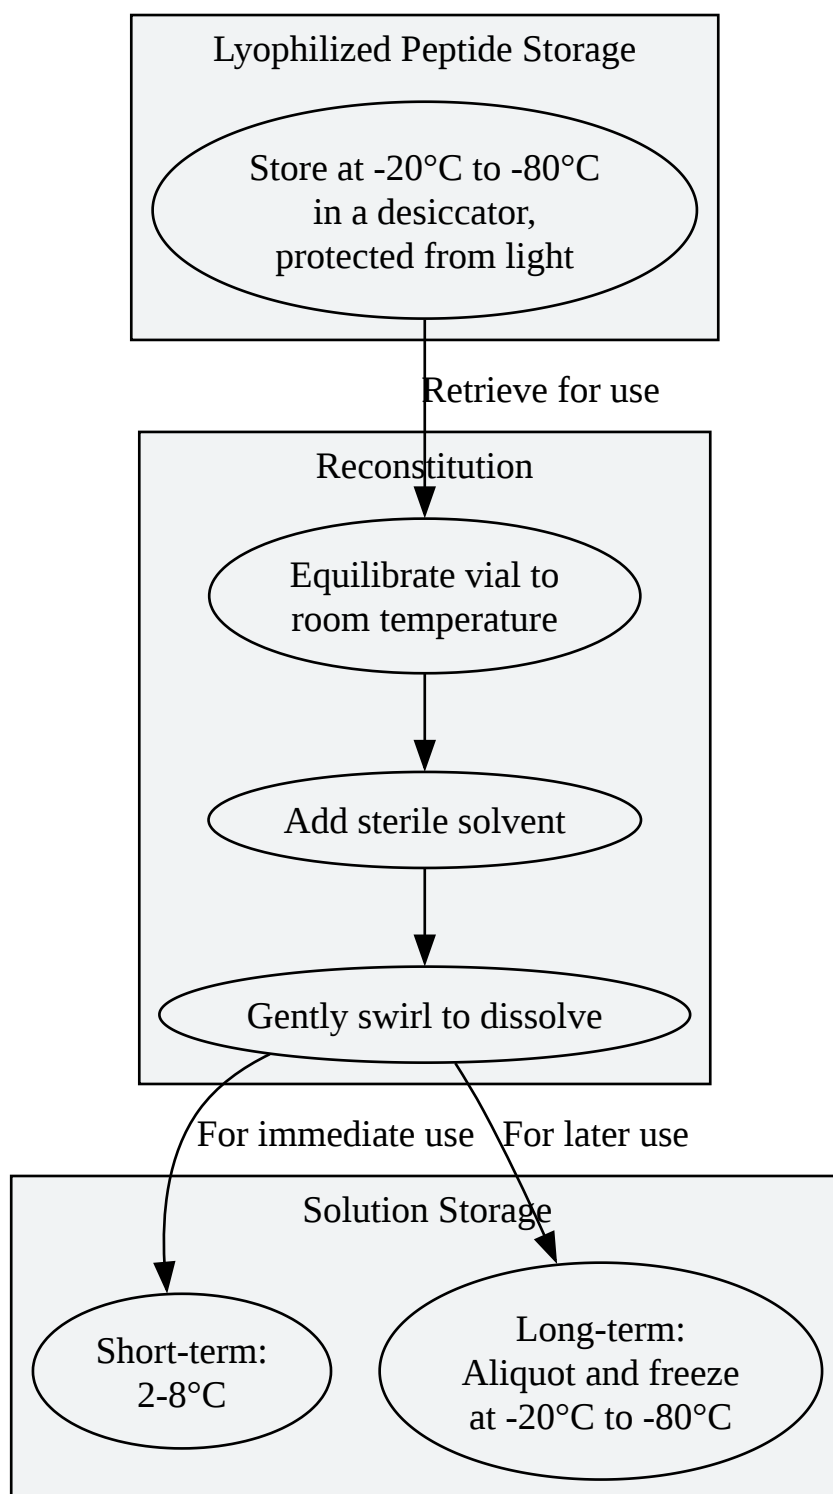 Lyophilized Peptide Storage
Store at -20°C to -80°C
in a desiccator,
protected from light
Retrieve for use
Reconstitution
Equilibrate vial to
room temperature
Add sterile solvent
Gently swirl to dissolve
For immediate use
For later use
Solution Storage
Short-term:
2-8°C
Long-term:
Aliquot and freeze
at -20°C to -80°C